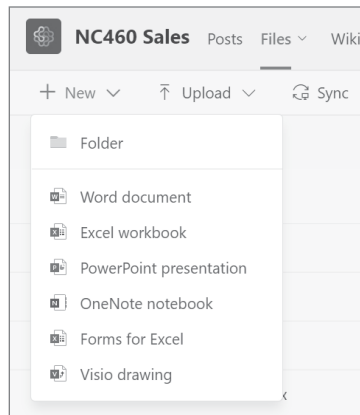 NC460 Sales Posts Files Wiki
New Upload Sync
Folder
Word document
Excel workbook
PowerPoint presentation
OneNote notebook
Forms for Excel
Visio drawing
x